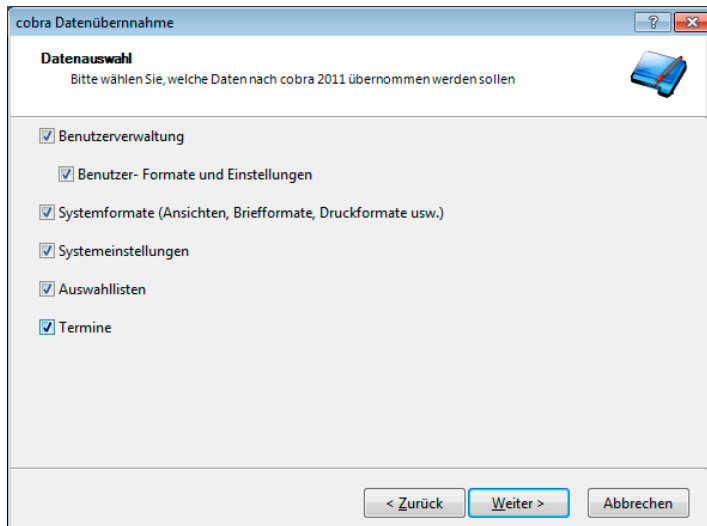 cobra Datenübernnahme
Datenauswahl
Bitte wählen Sie, welche Daten nach cobra 2011 übernommen werden sollen
Benutzerverwaltung
Benutzer- Formate und Einstellungen
Systemformate (Ansichten, Briefformate, Druckformate usw.)
Systemeinstellungen
Auswahllisten
Termine
< Zurück Weiter > Abbrechen